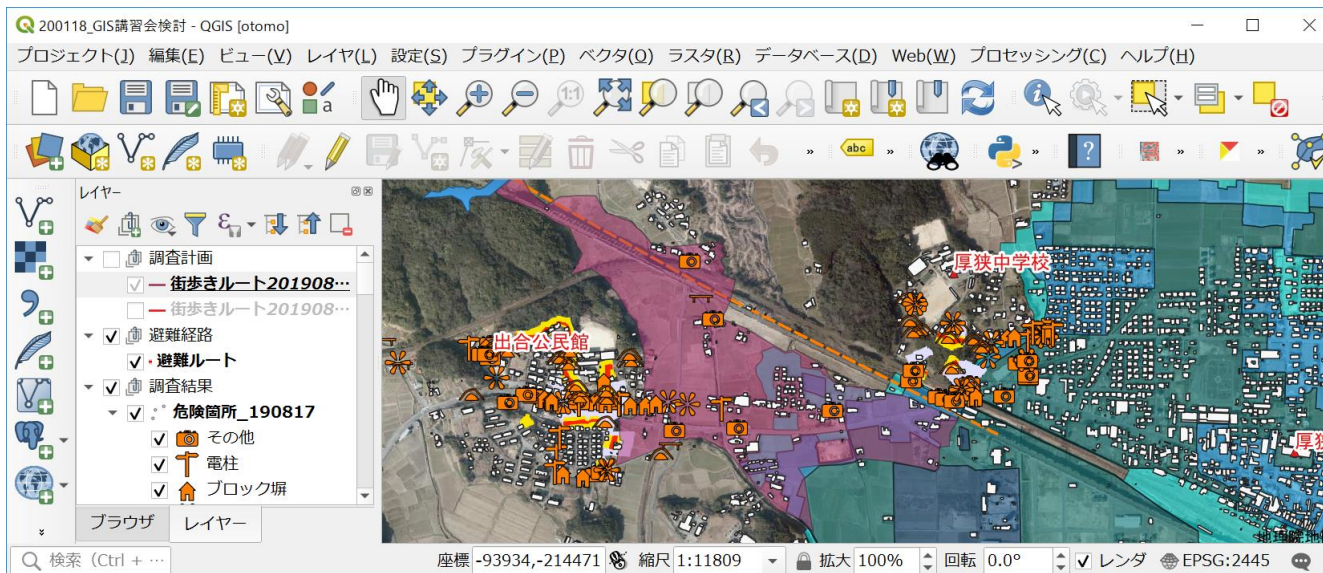 200118_GIS講習会検討 - QGIS [otomo]
プロジェクト(J) 編集(E) ビュー(V) レイヤ(L) 設定(S) プラグイン(P) ベクタ(O) ラスタ(R) データベース(D) Web(W) プロセッシング(C) ヘルプ(H)
1:1
a
abc
レイヤー
調査計画
街歩きルート201908…
街歩きルート201908…
避難経路
避難ルート
調査結果
危険箇所_190817
その他
電柱
ブロック塀
ブラウザ レイヤー
厚狭中学校
出合公民館
厚狭
検索 (Ctrl + … 座標 -93934,-214471 縮尺 1:11809 拡大 100% 回転 0.0° レンダ EPSG:2445